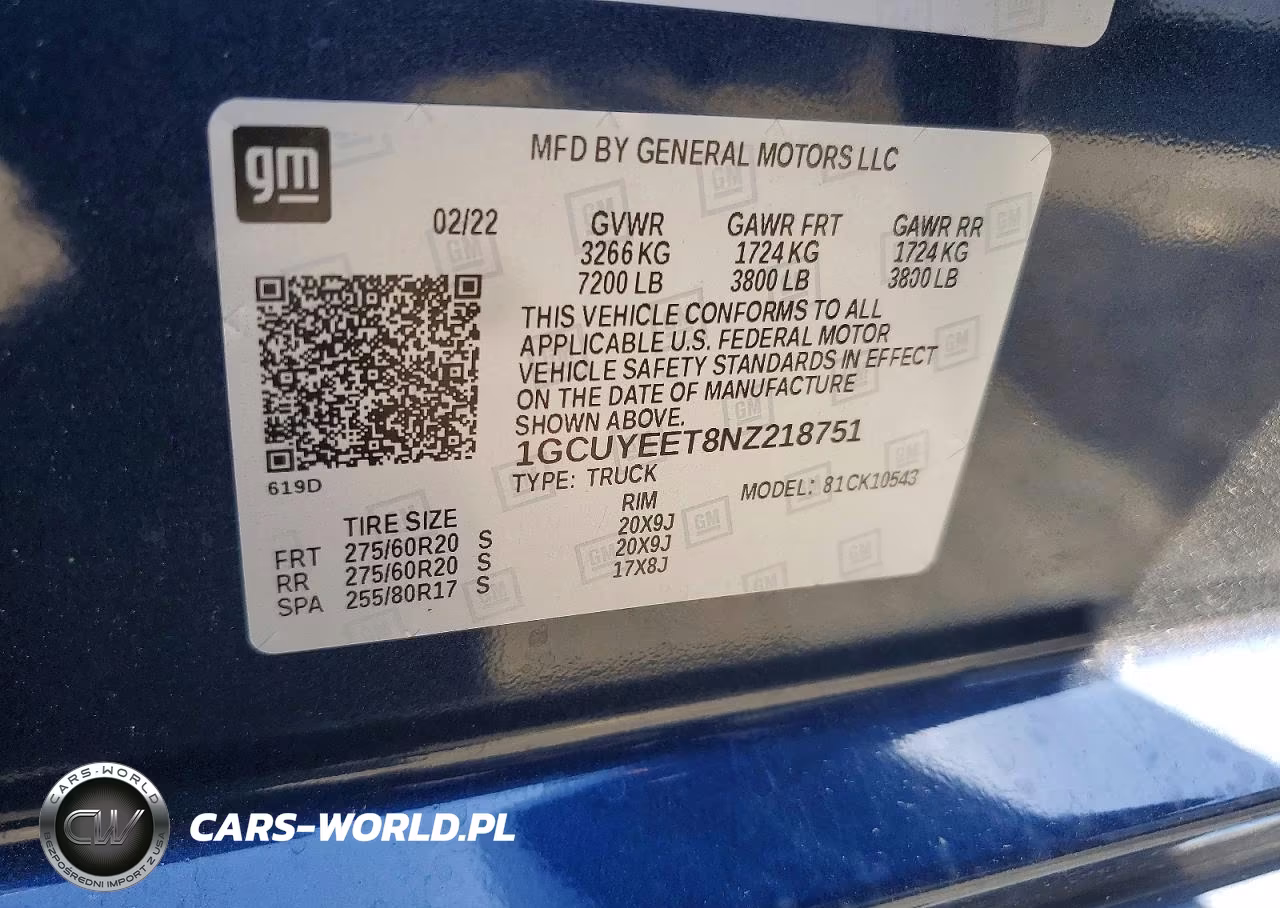 gm
MFD BY GENERAL MOTORS LLC
02/22 GVWR GAWR FRT GAWR RR
3266 KG 1724 KG 1724 KG
7200 LB 3800 LB 3800 LB
THIS VEHICLE CONFORMS TO ALL
APPLICABLE U.S. FEDERAL MOTOR
VEHICLE SAFETY STANDARDS IN EFFECT
ON THE DATE OF MANUFACTURE
SHOWN ABOVE.
1GCUYEET8NZ218751
TYPE: TRUCK MODEL: 81CK10543
619D
TIRE SIZE RIM
FRT 275/60R20 S 20X9J
RR 275/60R20 S 20X9J
SPA 255/80R17 S 17X8J
CARS-WORLD
CW
BEZPOŚREDNI IMPORT Z USA
CARS-WORLD.PL